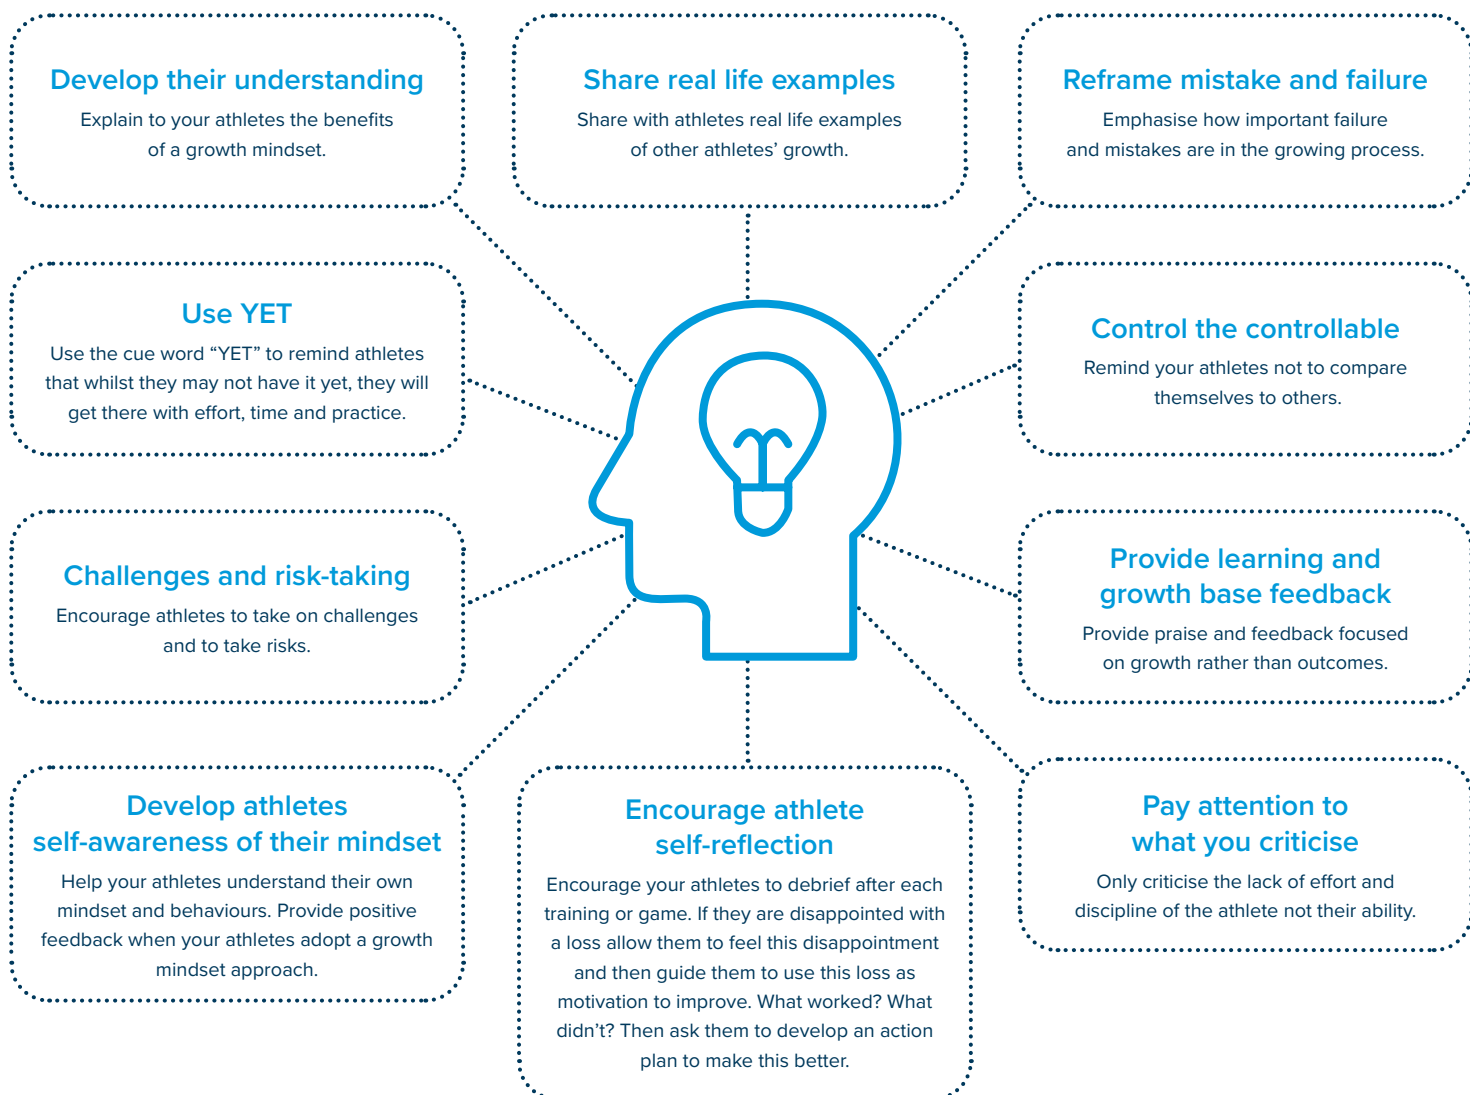 Develop their understanding
Explain to your athletes the benefits
of a growth mindset.
Share real life examples
Share with athletes real life examples
of other athletes’ growth.
Reframe mistake and failure
Emphasise how important failure
and mistakes are in the growing process.
Use YET
Use the cue word “YET” to remind athletes
that whilst they may not have it yet, they will
get there with effort, time and practice.
Control the controllable
Remind your athletes not to compare
themselves to others.
Challenges and risk-taking
Encourage athletes to take on challenges
and to take risks.
Provide learning and
growth base feedback
Provide praise and feedback focused
on growth rather than outcomes.
Develop athletes
self-awareness of their mindset
Help your athletes understand their own
mindset and behaviours. Provide positive
feedback when your athletes adopt a growth
mindset approach.
Encourage athlete
self-reflection
Encourage your athletes to debrief after each
training or game. If they are disappointed with
a loss allow them to feel this disappointment
and then guide them to use this loss as
motivation to improve. What worked? What
didn’t? Then ask them to develop an action
plan to make this better.
Pay attention to
what you criticise
Only criticise the lack of effort and
discipline of the athlete not their ability.